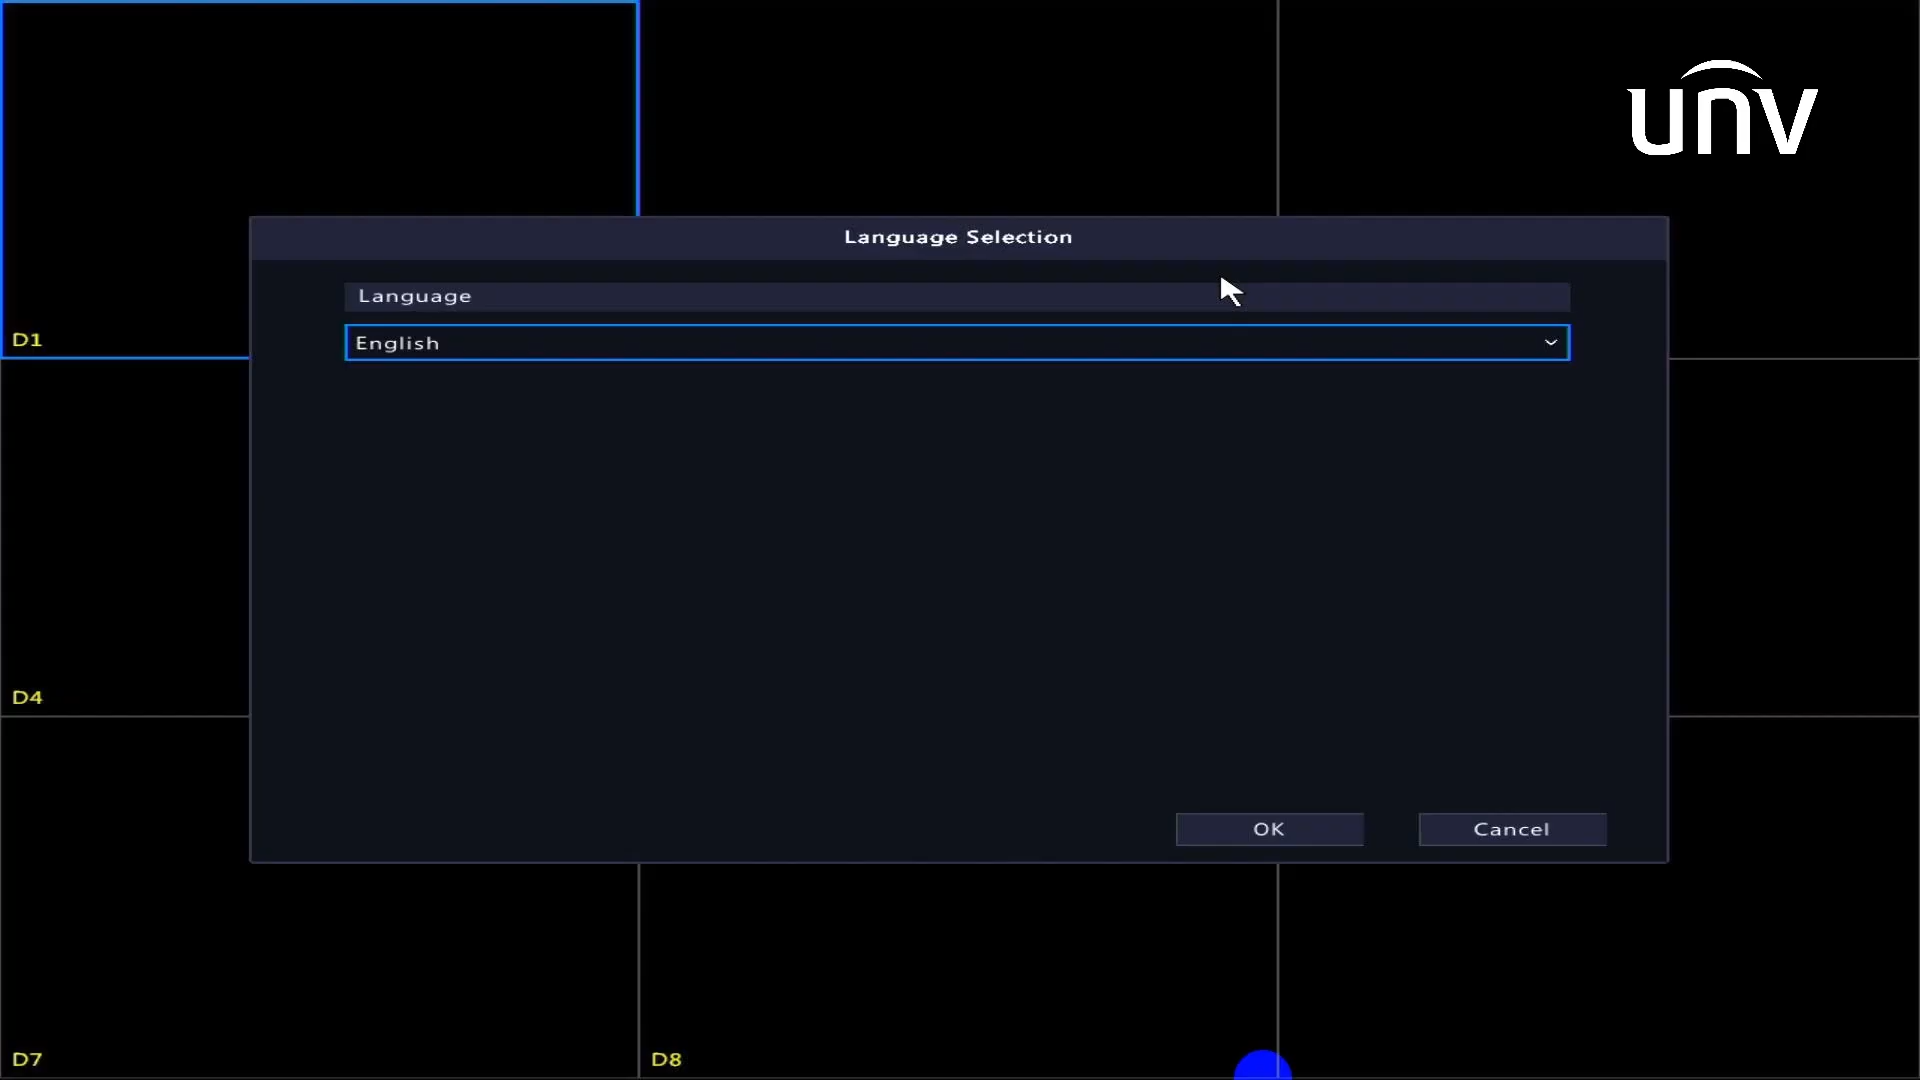 unv
Language Selection
Language
English
D1
D4
OK
Cancel
D7
D8